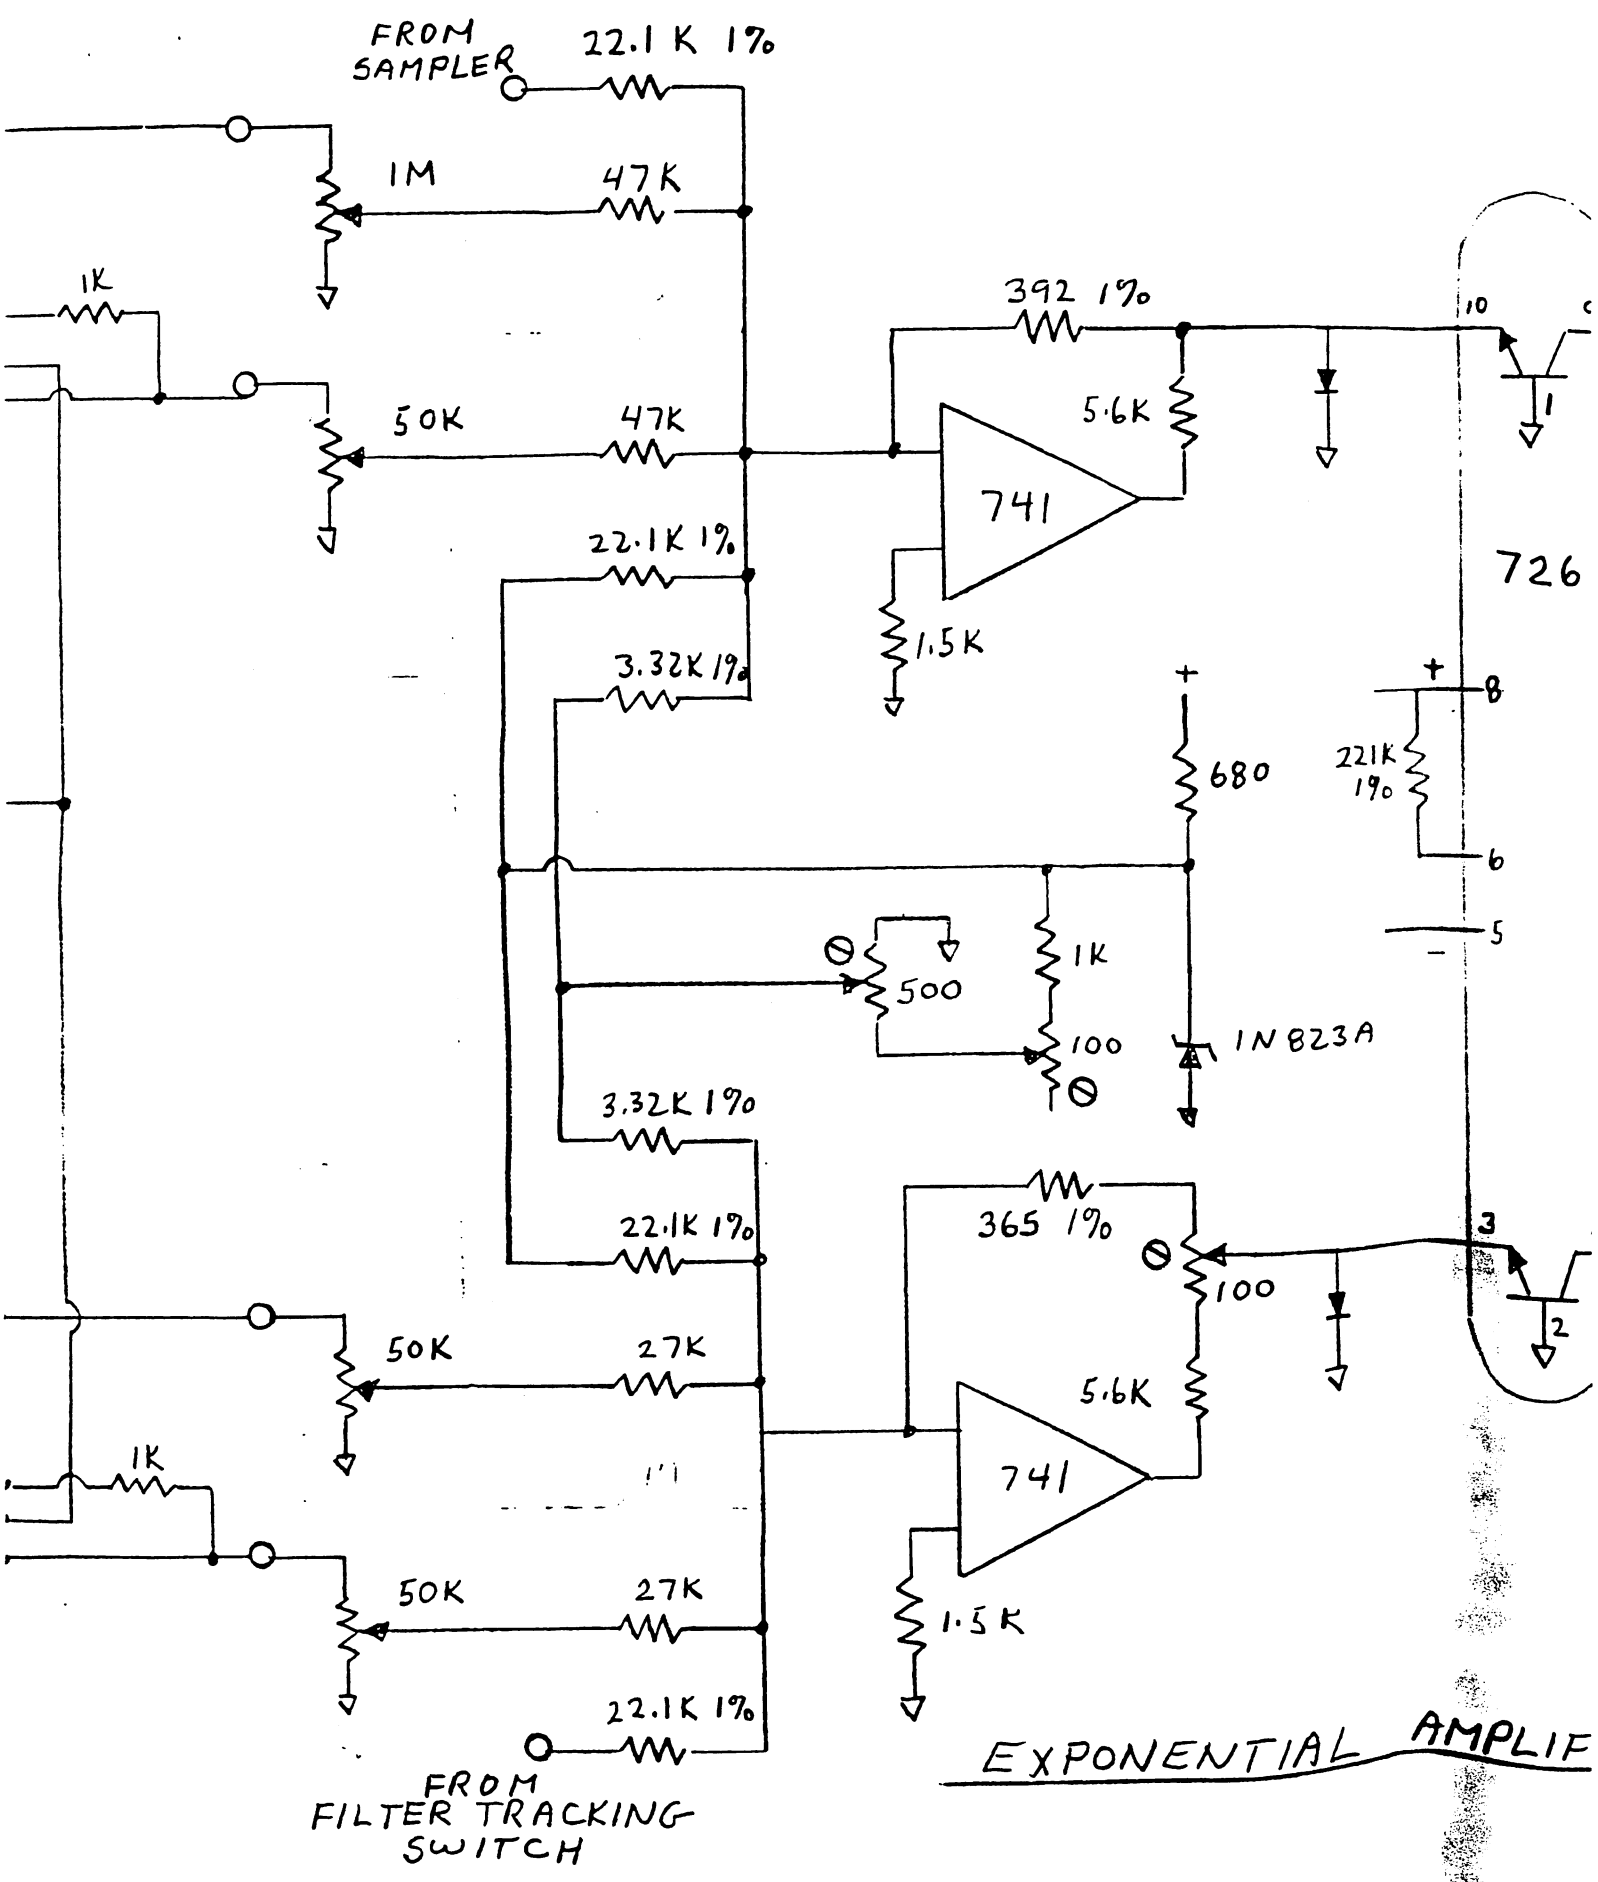 FROM
SAMPLER
22.1 K 1%
1M
47K
1K
392 1%
10
50K
47K
5.6K
1
741
22.1K 1%
726
1.5K
3.32K 1%
+
+
8
680
221K
1%
6
5
-
1K
500
100
1N823A
3.32K 1%
365 1%
3
22.1K 1%
100
2
50K
27K
5.6K
1K
741
50K
27K
1.5K
22.1K 1%
EXPONENTIAL AMPLIF
FROM
FILTER TRACKING
SWITCH